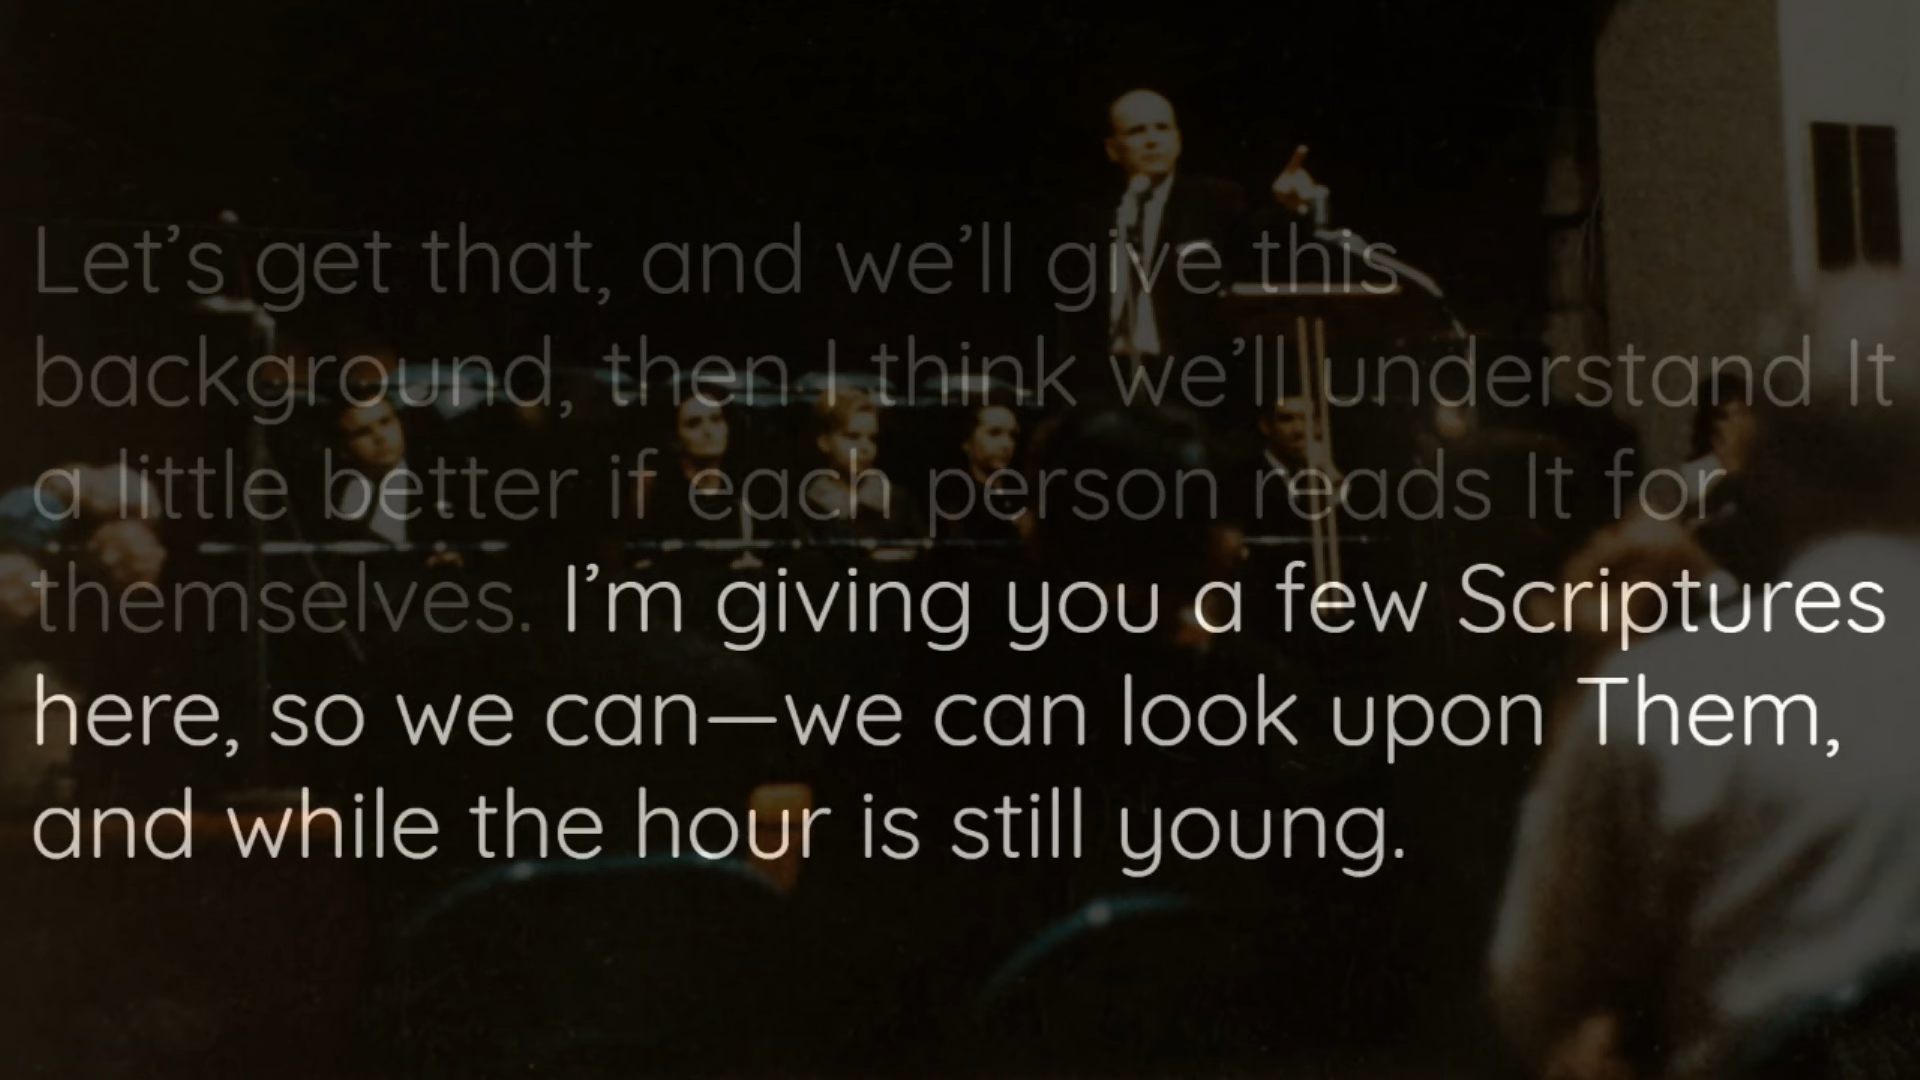 Let’s get that, and we’ll give this
background, then I think we’ll understand It
a little better if each person reads It for
themselves. I’m giving you a few Scriptures
here, so we can—we can look upon Them,
and while the hour is still young.